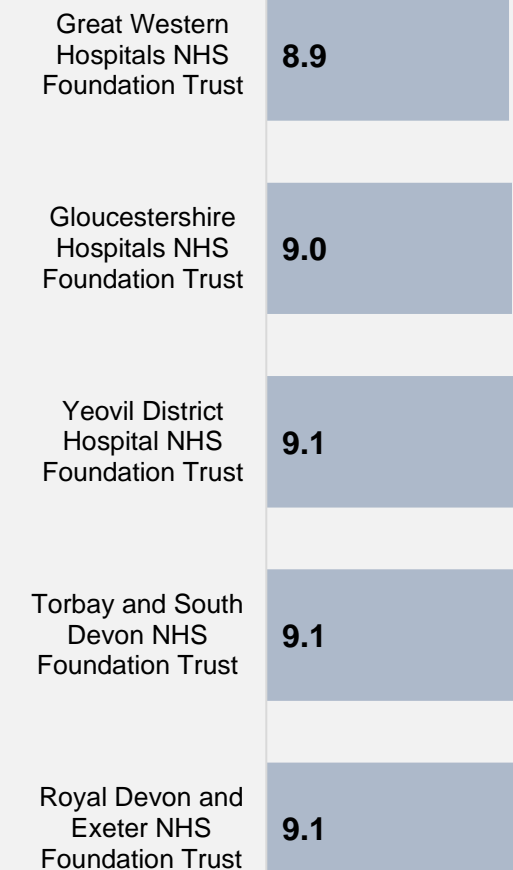 Great Western
Hospitals NHS
Foundation Trust
8.9
Gloucestershire
Hospitals NHS
Foundation Trust
9.0
Yeovil District
Hospital NHS
Foundation Trust
9.1
Torbay and South
Devon NHS
Foundation Trust
9.1
Royal Devon and
Exeter NHS
Foundation Trust
9.1